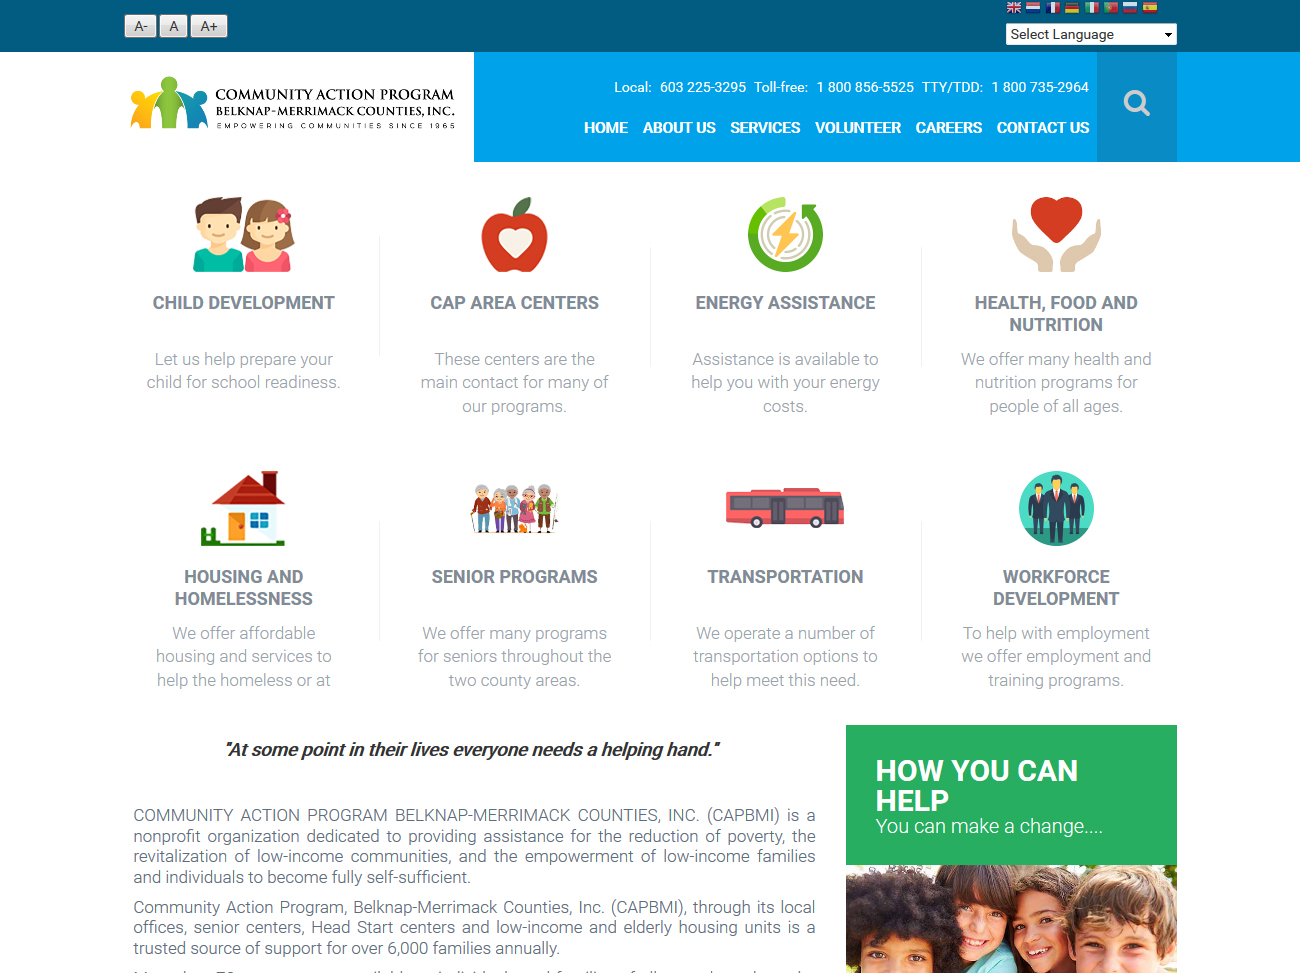 A- A A+
Select Language
COMMUNITY ACTION PROGRAM
BELKNAP-MERRIMACK COUNTIES, INC.
EMPOWERING COMMUNITIES SINCE 1965
Local: 603 225-3295 Toll-free: 1 800 856-5525 TTY/TDD: 1 800 735-2964
HOME ABOUT US SERVICES VOLUNTEER CAREERS CONTACT US
CHILD DEVELOPMENT
Let us help prepare your
child for school readiness.
CAP AREA CENTERS
These centers are the
main contact for many of
our programs.
ENERGY ASSISTANCE
Assistance is available to
help you with your energy
costs.
HEALTH, FOOD AND
NUTRITION
We offer many health and
nutrition programs for
people of all ages.
HOUSING AND
HOMELESSNESS
We offer affordable
housing and services to
help the homeless or at
SENIOR PROGRAMS
We offer many programs
for seniors throughout the
two county areas.
TRANSPORTATION
We operate a number of
transportation options to
help meet this need.
WORKFORCE
DEVELOPMENT
To help with employment
we offer employment and
training programs.
"At some point in their lives everyone needs a helping hand."
COMMUNITY ACTION PROGRAM BELKNAP-MERRIMACK COUNTIES, INC. (CAPBMI) is a
nonprofit organization dedicated to providing assistance for the reduction of poverty, the
revitalization of low-income communities, and the empowerment of low-income families
and individuals to become fully self-sufficient.
Community Action Program, Belknap-Merrimack Counties, Inc. (CAPBMI), through its local
offices, senior centers, Head Start centers and low-income and elderly housing units is a
trusted source of support for over 6,000 families annually.
HOW YOU CAN
HELP
You can make a change....